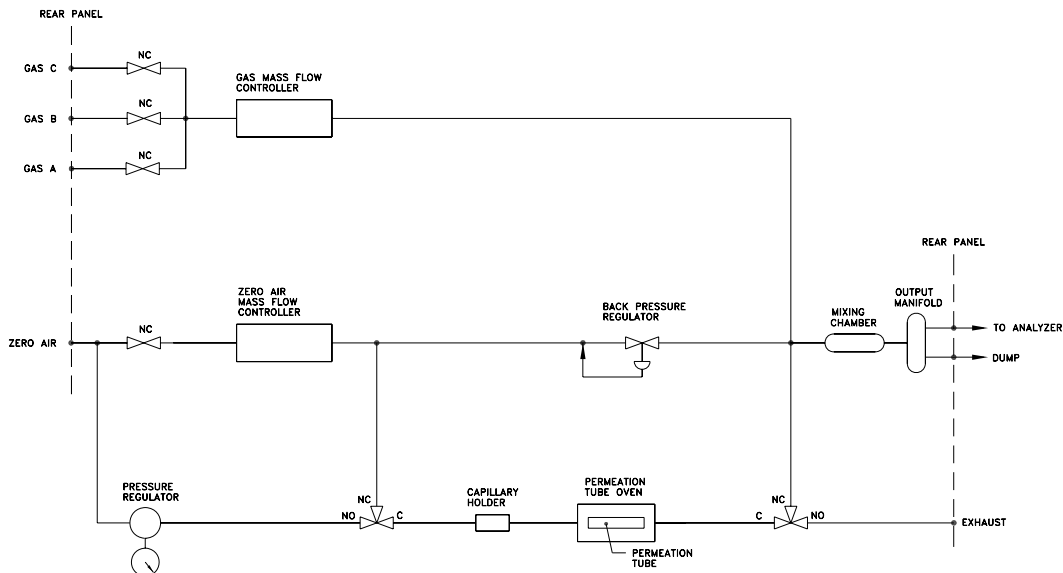 REAR PANEL
GAS C
NC
GAS MASS FLOW
CONTROLLER
GAS B
NC
GAS A
NC
REAR PANEL
ZERO AIR
MASS FLOW
CONTROLLER
BACK PRESSURE
REGULATOR
MIXING
CHAMBER
OUTPUT
MANIFOLD
ZERO AIR
NC
TO ANALYZER
DUMP
PRESSURE
REGULATOR
NO
NC
C
CAPILLARY
HOLDER
PERMEATION
TUBE OVEN
PERMEATION
TUBE
C
NC
NO
EXHAUST